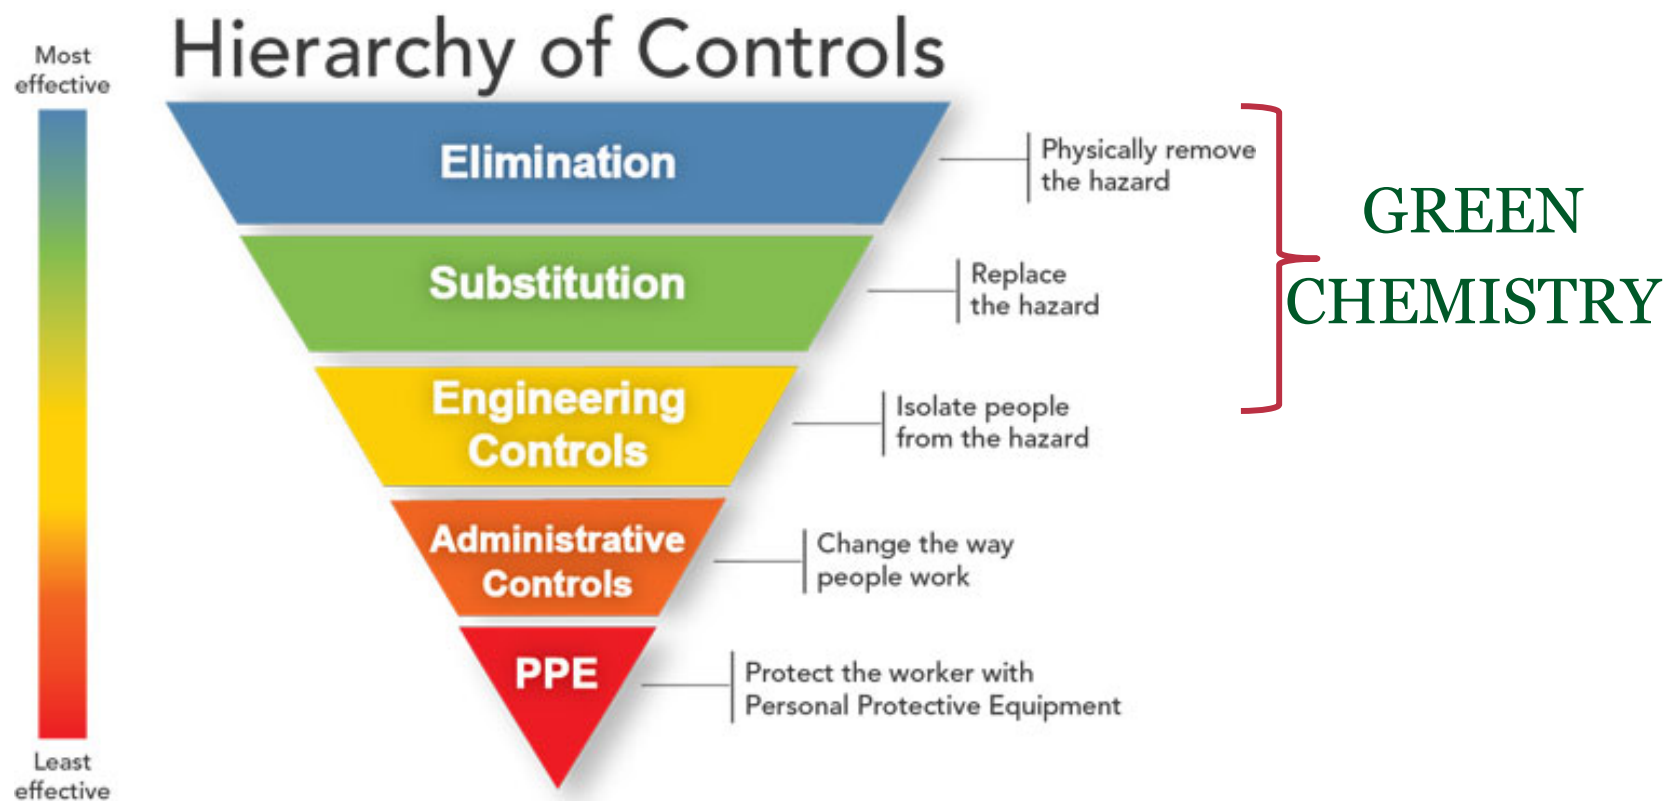 Hierarchy of Controls
Most
effective
Elimination
Physically remove
the hazard
GREEN
CHEMISTRY
Substitution
Replace
the hazard
Engineering
Controls
Isolate people
from the hazard
Administrative
Controls
Change the way
people work
PPE
Protect the worker with
Personal Protective Equipment
Least
effective